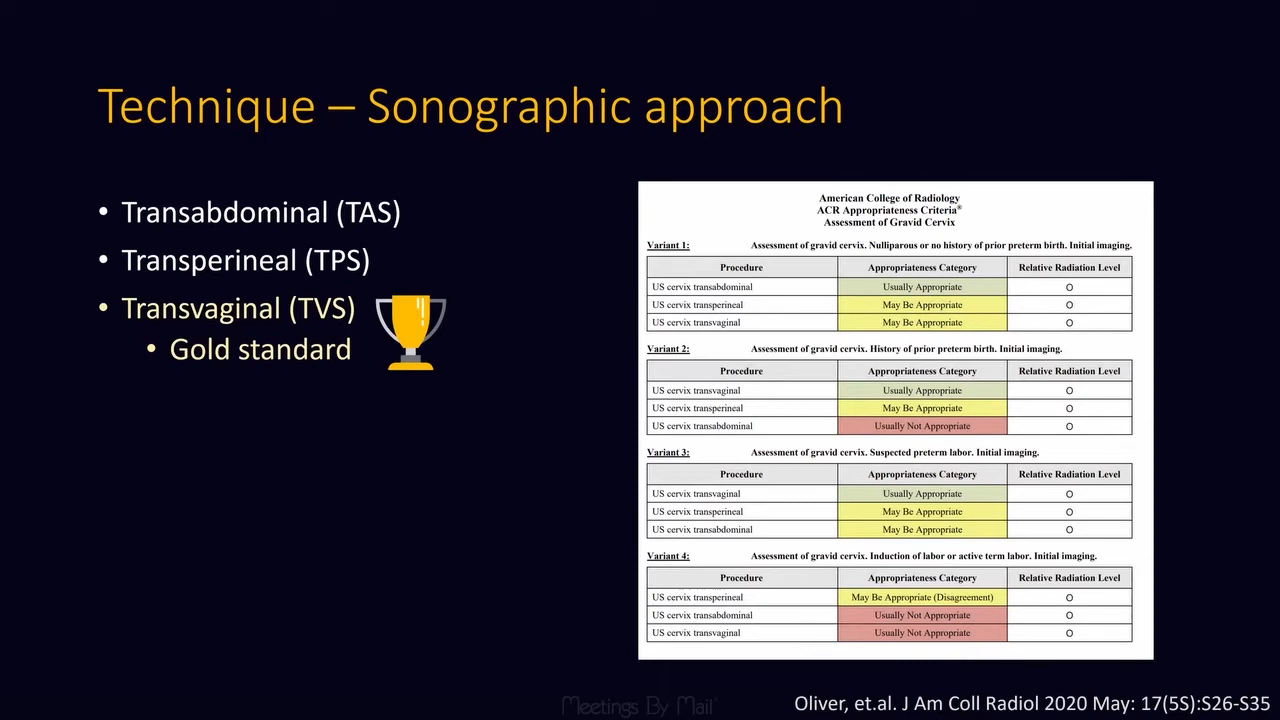 Technique – Sonographic approach
• Transabdominal (TAS)
• Transperineal (TPS)
• Transvaginal (TVS)
• Gold standard
American College of Radiology
ACR Appropriateness Criteria®
Assessment of Gravid Cervix
Variant 1: Assessment of gravid cervix. Nulliparous or no history of prior preterm birth. Initial imaging.
Procedure Appropriateness Category Relative Radiation Level
US cervix transabdominal Usually Appropriate O
US cervix transperineal May Be Appropriate O
US cervix transvaginal May Be Appropriate O
Variant 2: Assessment of gravid cervix. History of prior preterm birth. Initial imaging.
Procedure Appropriateness Category Relative Radiation Level
US cervix transvaginal Usually Appropriate O
US cervix transperineal May Be Appropriate O
US cervix transabdominal Usually Not Appropriate O
Variant 3: Assessment of gravid cervix. Suspected preterm labor. Initial imaging.
Procedure Appropriateness Category Relative Radiation Level
US cervix transvaginal Usually Appropriate O
US cervix transperineal May Be Appropriate O
US cervix transabdominal May Be Appropriate O
Variant 4: Assessment of gravid cervix. Induction of labor or active term labor. Initial imaging.
Procedure Appropriateness Category Relative Radiation Level
US cervix transperineal May Be Appropriate (Disagreement) O
US cervix transabdominal Usually Not Appropriate O
US cervix transvaginal Usually Not Appropriate O
Meetings By Mail
Oliver, et.al. J Am Coll Radiol 2020 May: 17(5S):S26-S35